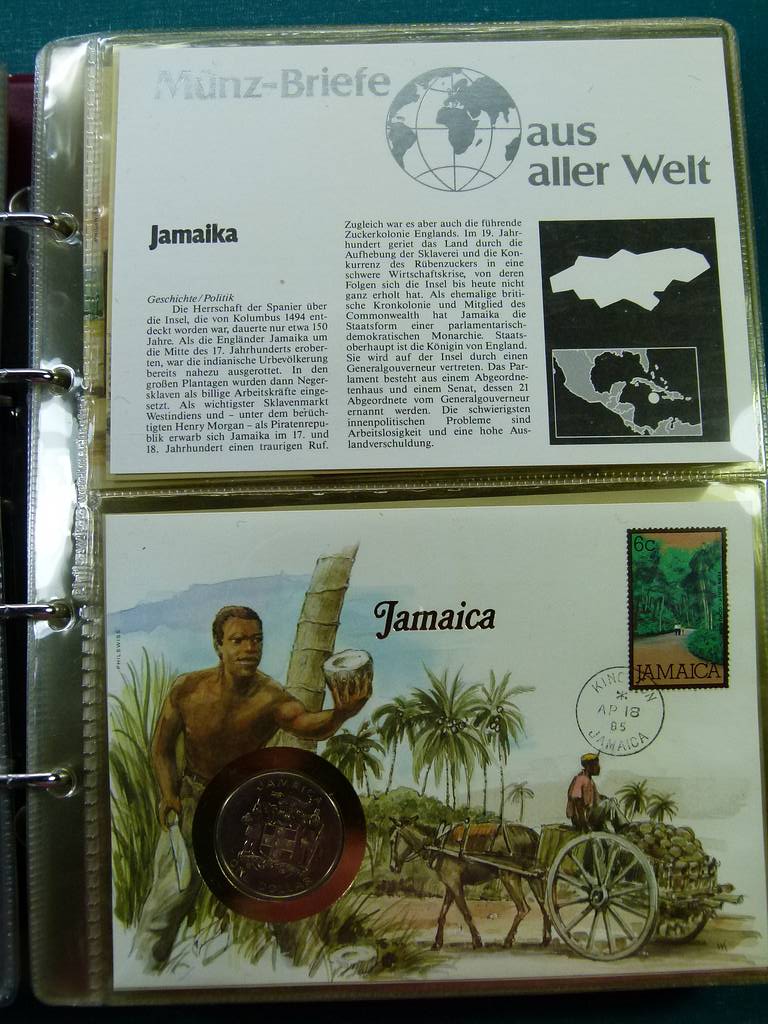 Münz-Briefe
aus
aller Welt
Jamaika
Geschichte/Politik
Die Herrschaft der Spanier über
die Insel, die von Kolumbus 1494 ent-
deckt worden war, dauerte nur etwa 150
Jahre. Als die Engländer Jamaika um
die Mitte des 17. Jahrhunderts erober-
ten, war die indianische Urbevölkerung
bereits nahezu ausgerottet. In den
großen Plantagen wurden dann Neger-
sklaven als billige Arbeitskräfte einge-
setzt. Als wichtigster Sklavenmarkt
Westindiens und – unter dem berüch-
tigten Henry Morgan – als Piratenrepu-
blik erwarb sich Jamaika im 17. und
18. Jahrhundert einen traurigen Ruf.
Zugleich war es aber auch die führende
Zuckerkolonie Englands. Im 19. Jahr-
hundert geriet das Land durch die
Aufhebung der Sklaverei und die Kon-
kurrenz des Rübenzuckers in eine
schwere Wirtschaftskrise, von deren
Folgen sich die Insel bis heute nicht
ganz erholt hat. Als ehemalige briti-
sche Kronkolonie und Mitglied des
Commonwealth hat Jamaika die
Staatsform einer parlamentarisch-
demokratischen Monarchie. Staats-
oberhaupt ist die Königin von England.
Sie wird auf der Insel durch einen
Generalgouverneur vertreten. Das Par-
lament besteht aus einem Abgeordne-
tenhaus und einem Senat, dessen 21
Abgeordnete vom Generalgouverneur
ernannt werden. Die schwierigsten
innenpolitischen Probleme sind
Arbeitslosigkeit und eine hohe Aus-
landverschuldung.
Jamaica
6c
JAMAICA
KINGSTON
AP 18
85
JAMAICA
PHILSWISS
JAMAICA
ONE DOLLAR